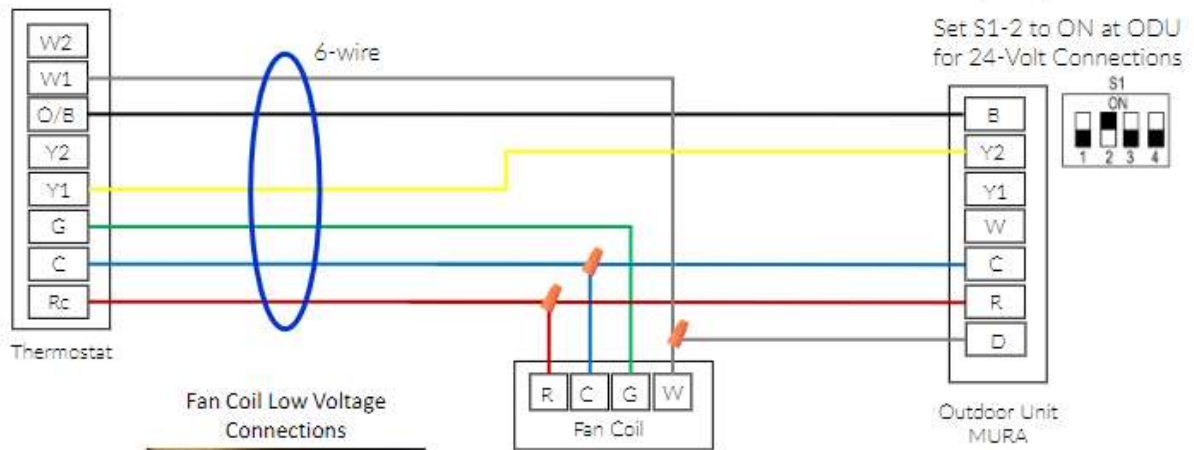 Set S1-2 to ON at ODU
for 24-Volt Connections
S1
ON
1 2 3 4
6-wire
W2
W1
O/B
Y2
Y1
G
C
Rc
Thermostat
B
Y2
Y1
W
C
R
D
Outdoor Unit
MURA
R C G W
Fan Coil
Fan Coil Low Voltage
Connections